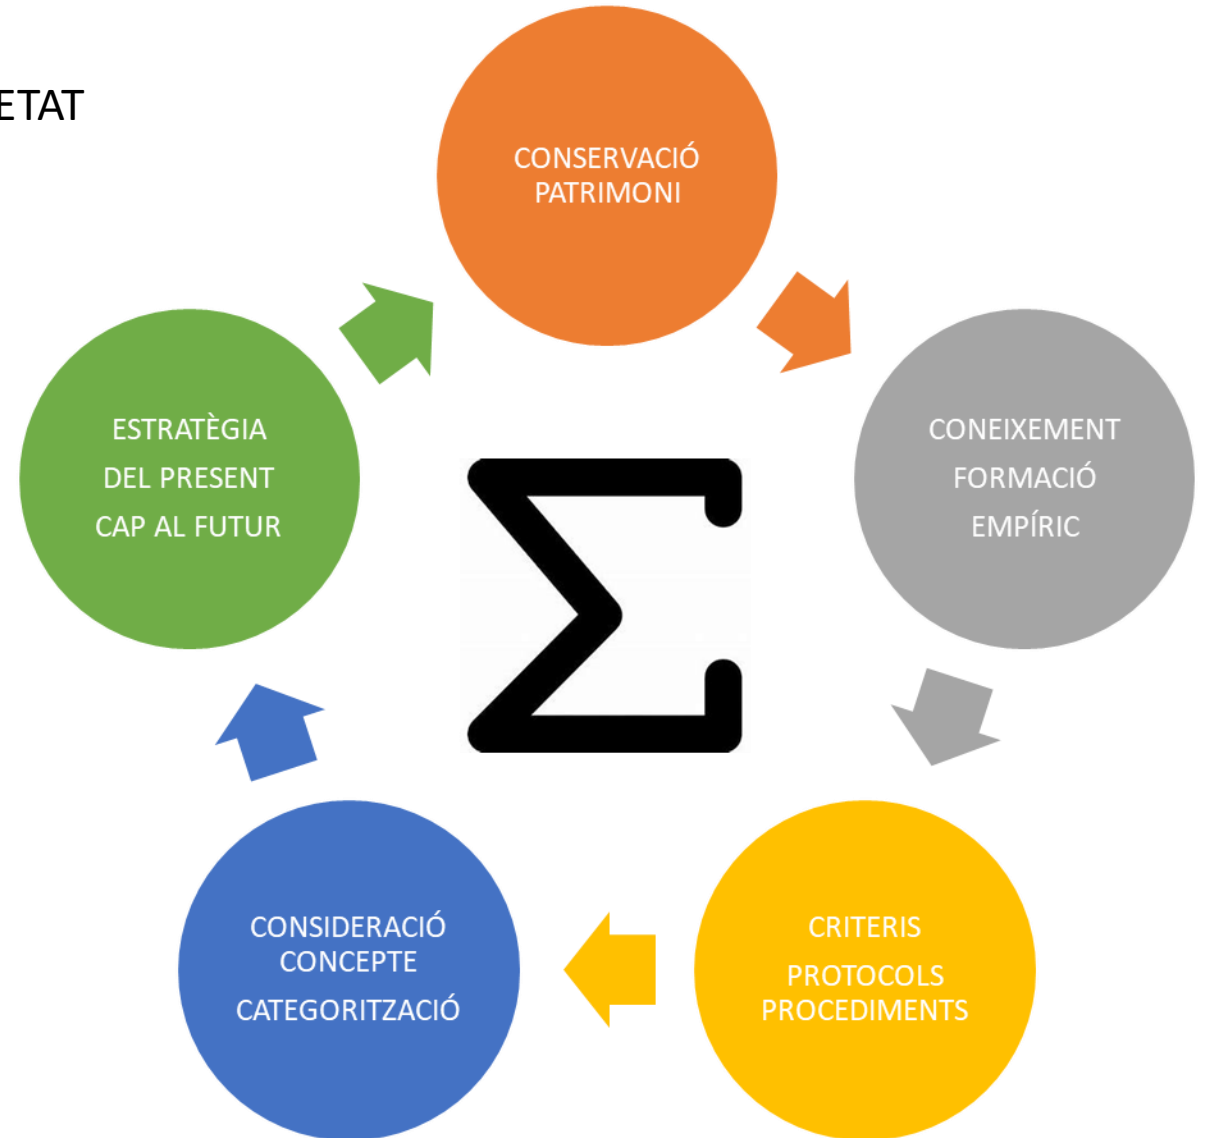 ETAT
CONSERVACIÓ
PATRIMONI
CONEIXEMENT
FORMACIÓ
EMPÍRIC
CRITERIS
PROTOCOLS
PROCEDIMENTS
CONSIDERACIÓ
CONCEPTE
CATEGORITZACIÓ
ESTRATÈGIA
DEL PRESENT
CAP AL FUTUR
Σ